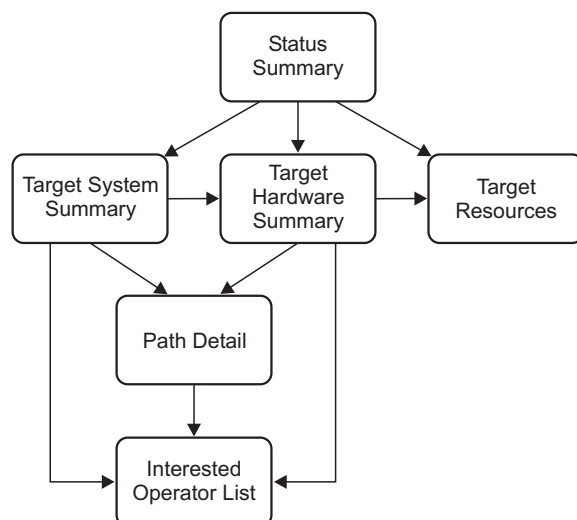 Status
Summary
Target System
Summary
Target
Hardware
Summary
Target
Resources
Path Detail
Interested
Operator List